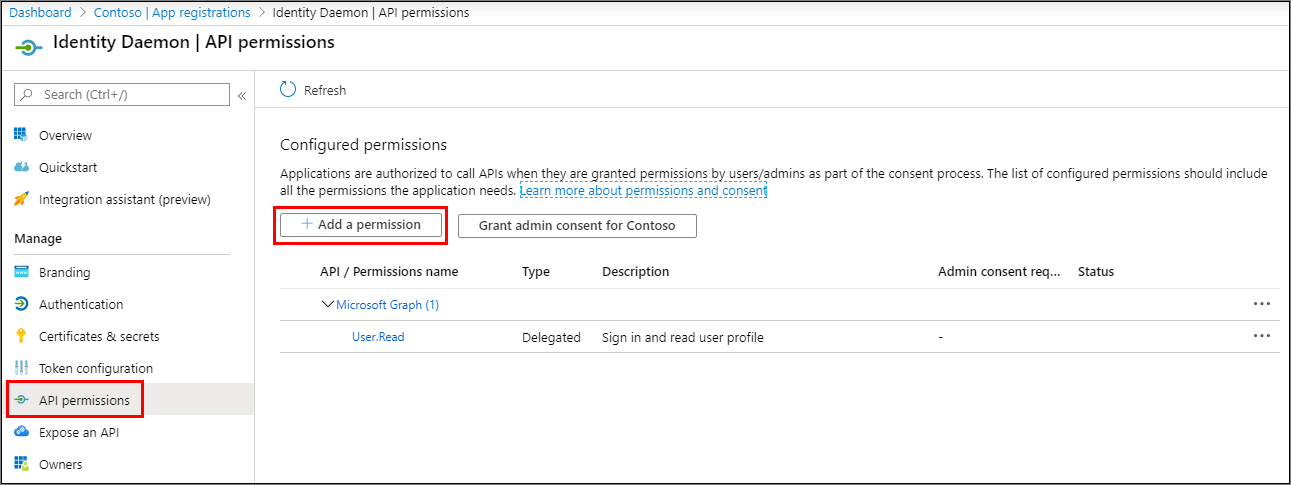 Dashboard > Contoso | App registrations > Identity Daemon | API permissions
Identity Daemon | API permissions
Search (Ctrl+/)
«
Refresh
Overview
Quickstart
Integration assistant (preview)
Manage
Branding
Authentication
Certificates & secrets
Token configuration
API permissions
Expose an API
Owners
Configured permissions
Applications are authorized to call APIs when they are granted permissions by users/admins as part of the consent process. The list of configured permissions should include
all the permissions the application needs. Learn more about permissions and consent
+ Add a permission
Grant admin consent for Contoso
API / Permissions name Type Description Admin consent req... Status
Microsoft Graph (1) ...
User.Read Delegated Sign in and read user profile - ...